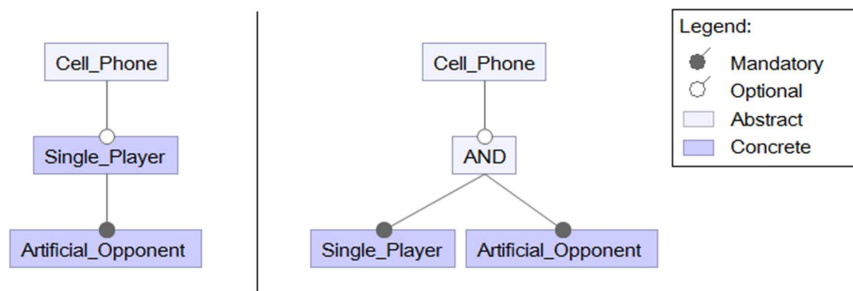 Cell_Phone
Single_Player
Artificial_Opponent
Cell_Phone
AND
Single_Player
Artificial_Opponent
Legend:
Mandatory
Optional
Abstract
Concrete